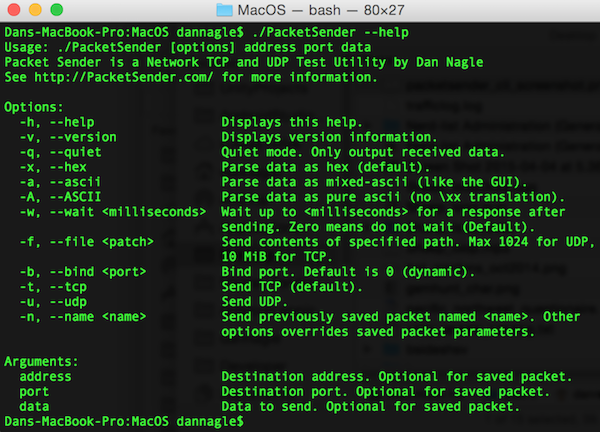 MacOS — bash — 80×27
Dans-MacBook-Pro:MacOS dannagle$ ./PacketSender --help
Usage: ./PacketSender [options] address port data
Packet Sender is a Network TCP and UDP Test Utility by Dan Nagle
See http://PacketSender.com/ for more information.

Options:
  -h, --help                 Displays this help.
  -v, --version              Displays version information.
  -q, --quiet                Quiet mode. Only output received data.
  -x, --hex                  Parse data as hex (default).
  -a, --ascii                Parse data as mixed-ascii (like the GUI).
  -A, --ASCII                Parse data as pure ascii (no \xx translation).
  -w, --wait <milliseconds>  Wait up to <milliseconds> for a response after
                             sending. Zero means do not wait (Default).
  -f, --file <patch>         Send contents of specified path. Max 1024 for UDP,
                             10 MiB for TCP.
  -b, --bind <port>          Bind port. Default is 0 (dynamic).
  -t, --tcp                  Send TCP (default).
  -u, --udp                  Send UDP.
  -n, --name <name>          Send previously saved packet named <name>. Other
                             options overrides saved packet parameters.

Arguments:
  address                    Destination address. Optional for saved packet.
  port                       Destination port. Optional for saved packet.
  data                       Data to send. Optional for saved packet.
Dans-MacBook-Pro:MacOS dannagle$